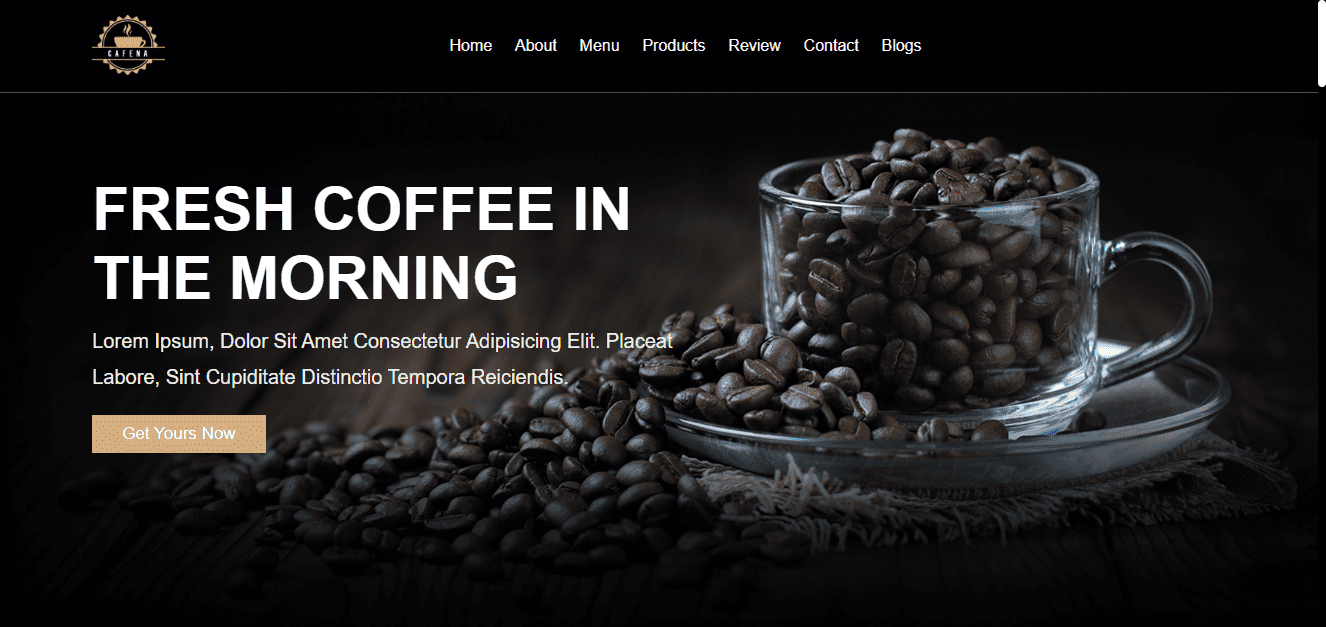 CAFENA
Home About Menu Products Review Contact Blogs
FRESH COFFEE IN
THE MORNING
Lorem Ipsum, Dolor Sit Amet Consectetur Adipisicing Elit. Placeat
Labore, Sint Cupiditate Distinctio Tempora Reiciendis.
Get Yours Now